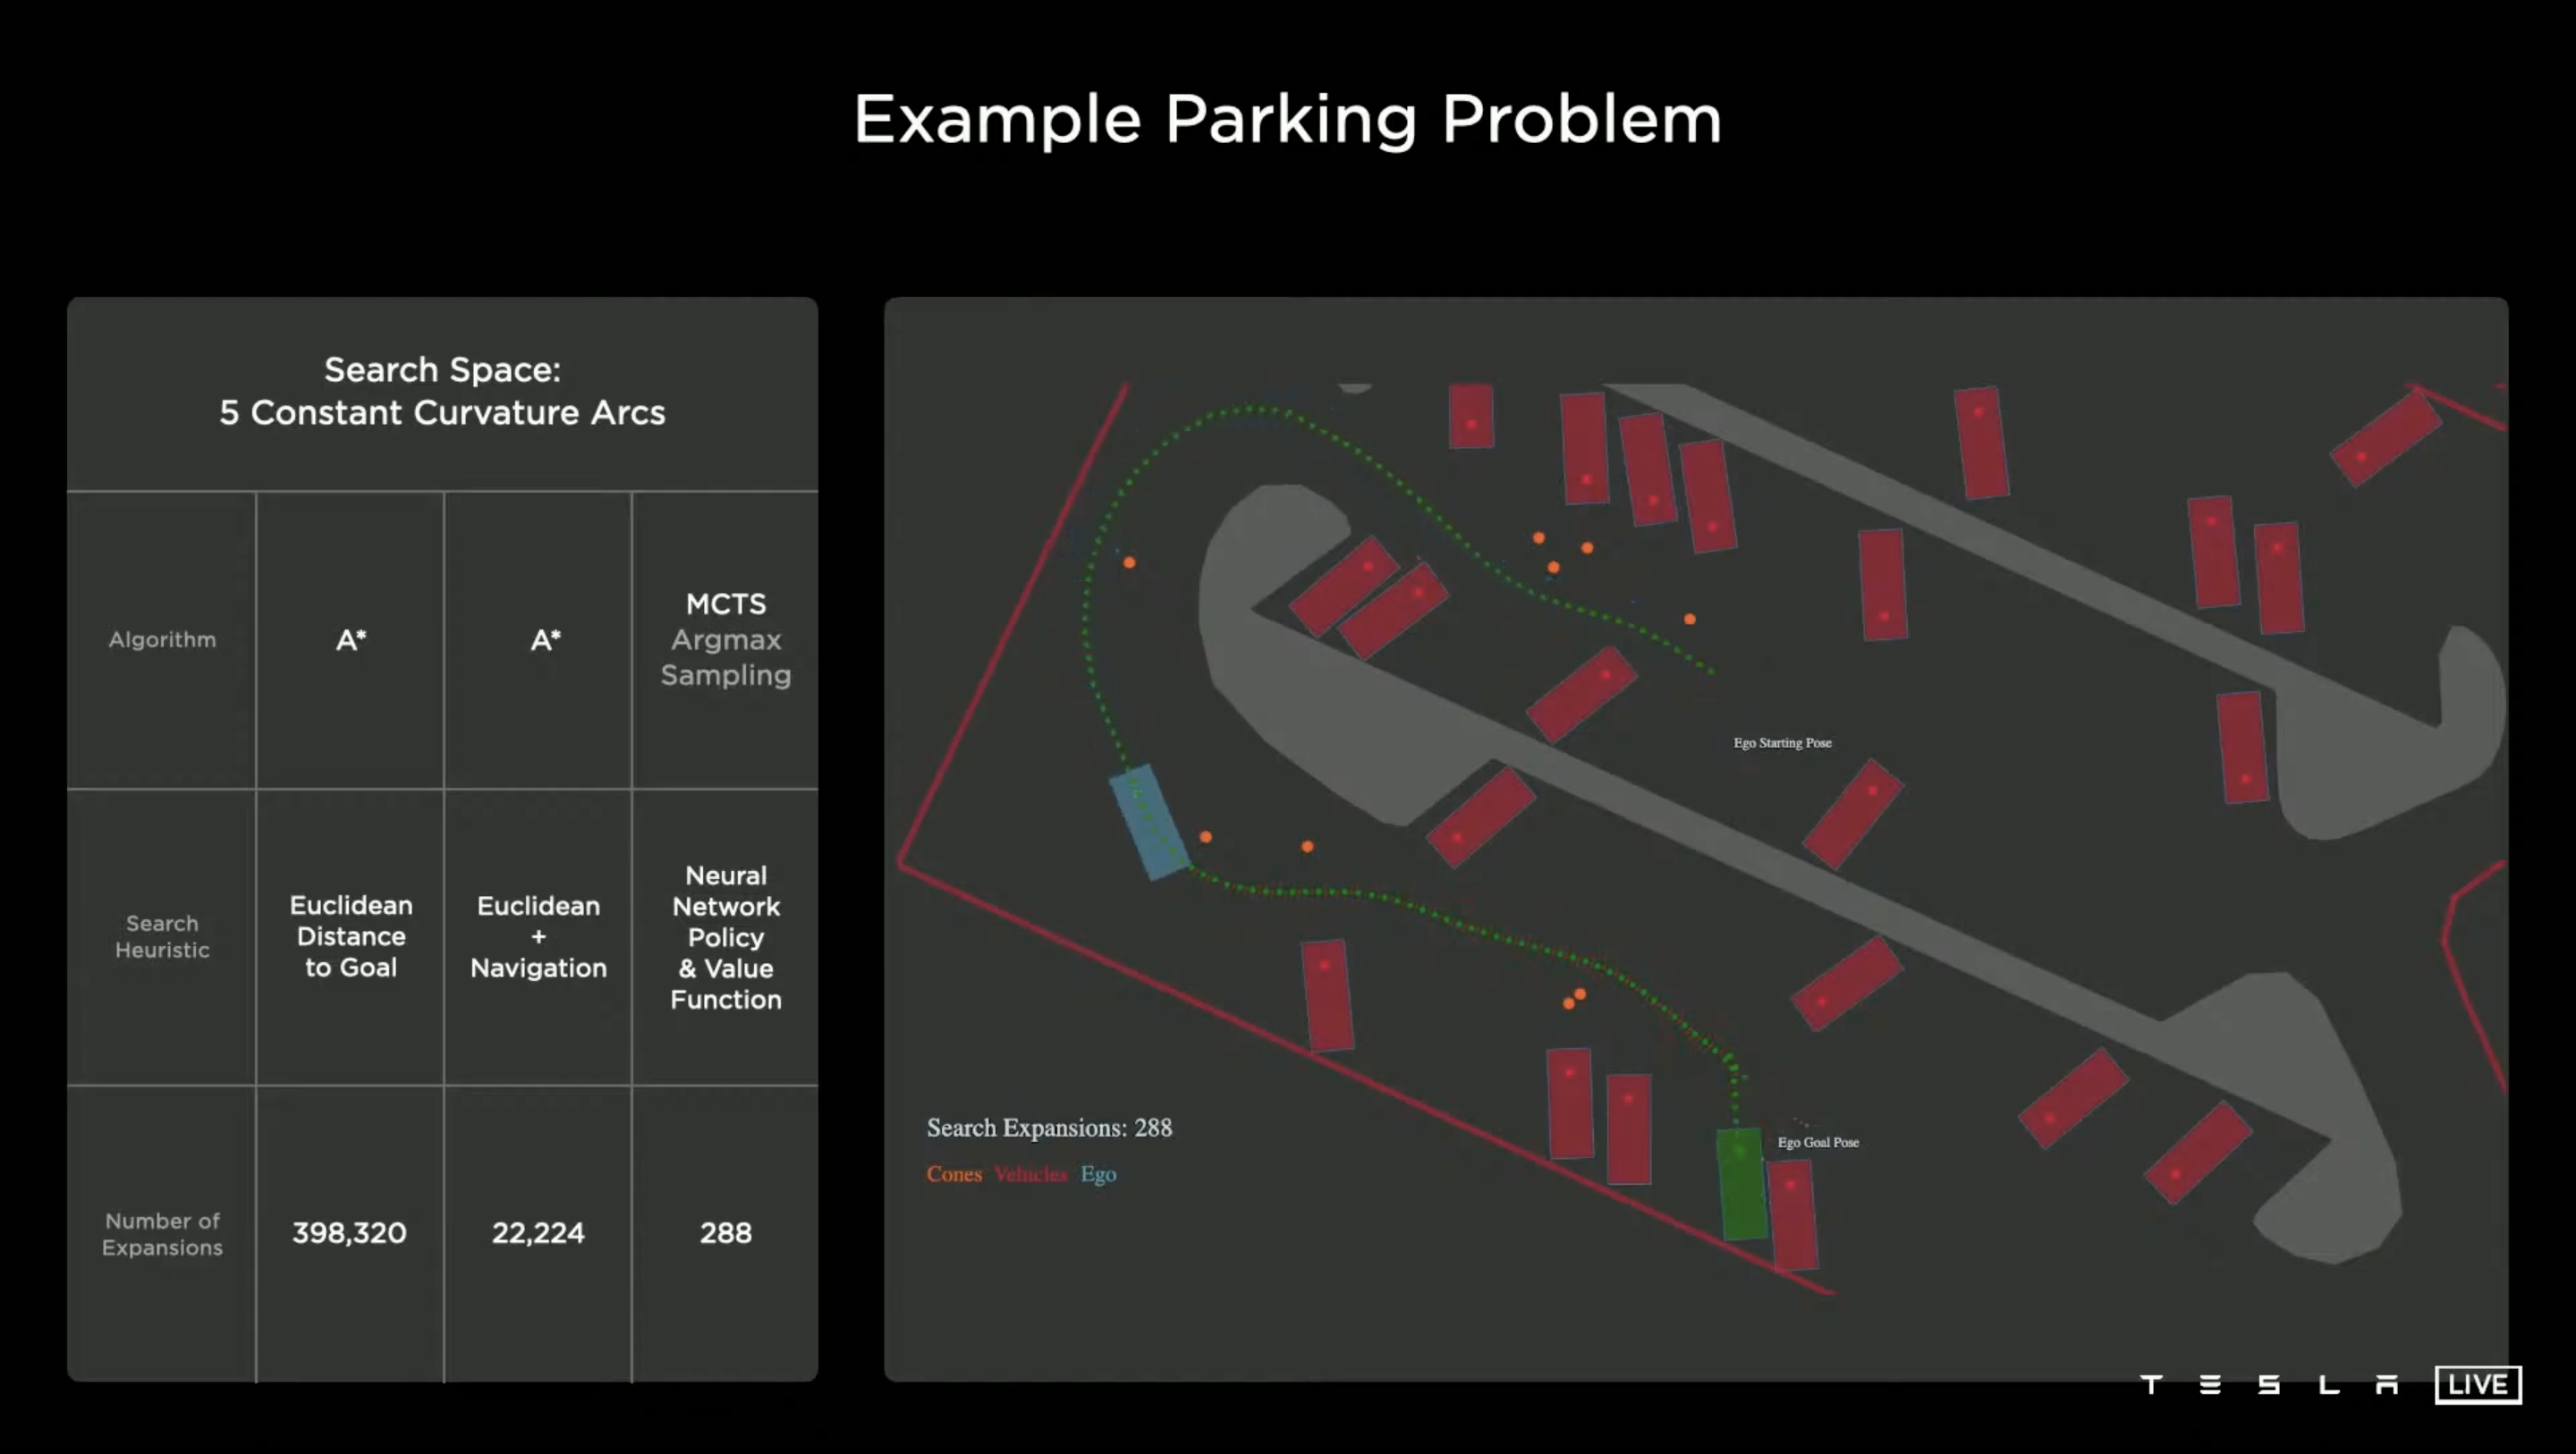 Example Parking Problem
Search Space:
5 Constant Curvature Arcs
Algorithm
A*
A*
MCTS
Argmax
Sampling
Search
Heuristic
Euclidean
Distance
to Goal
Euclidean
+
Navigation
Neural
Network
Policy
& Value
Function
Number of
Expansions
398,320
22,224
288
Ego Starting Pose
Ego Goal Pose
Search Expansions: 288
Cones Vehicles Ego
TESLA LIVE